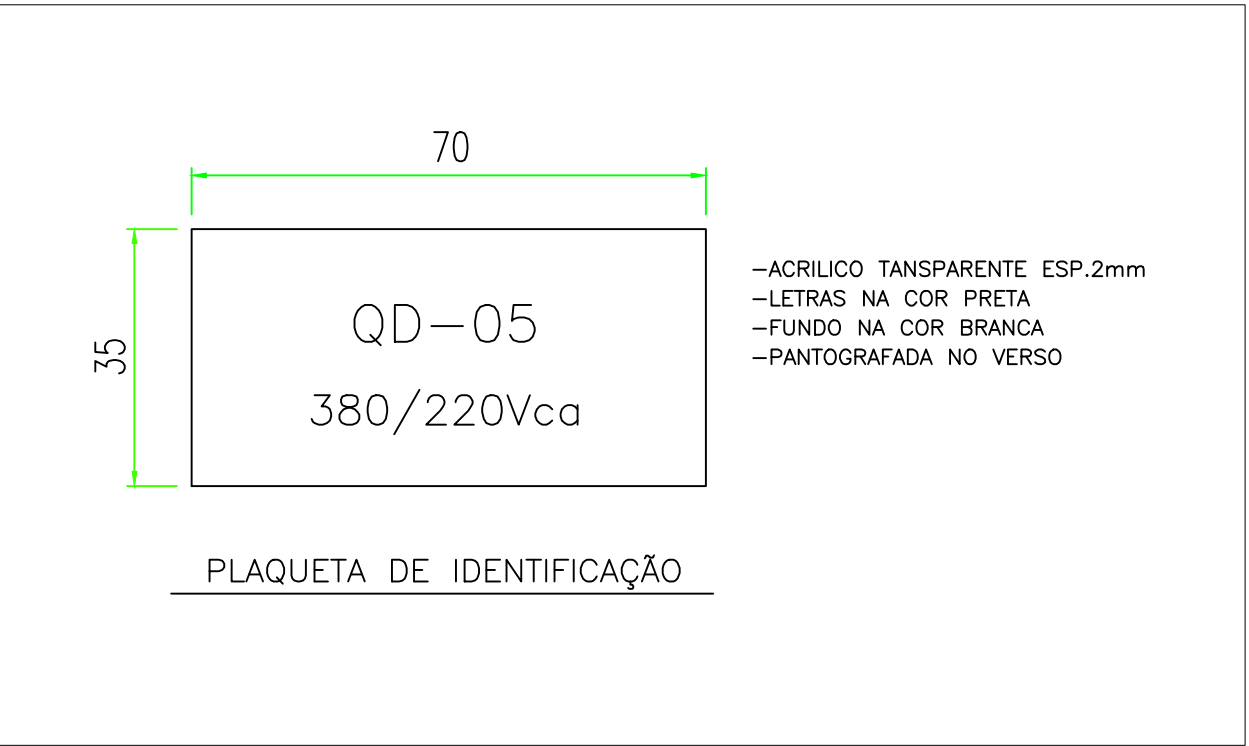 70
35
QD-05
380/220Vca
-ACRILICO TANSPARENTE ESP.2mm
-LETRAS NA COR PRETA
-FUNDO NA COR BRANCA
-PANTOGRAFADA NO VERSO
PLAQUETA DE IDENTIFICAÇÃO